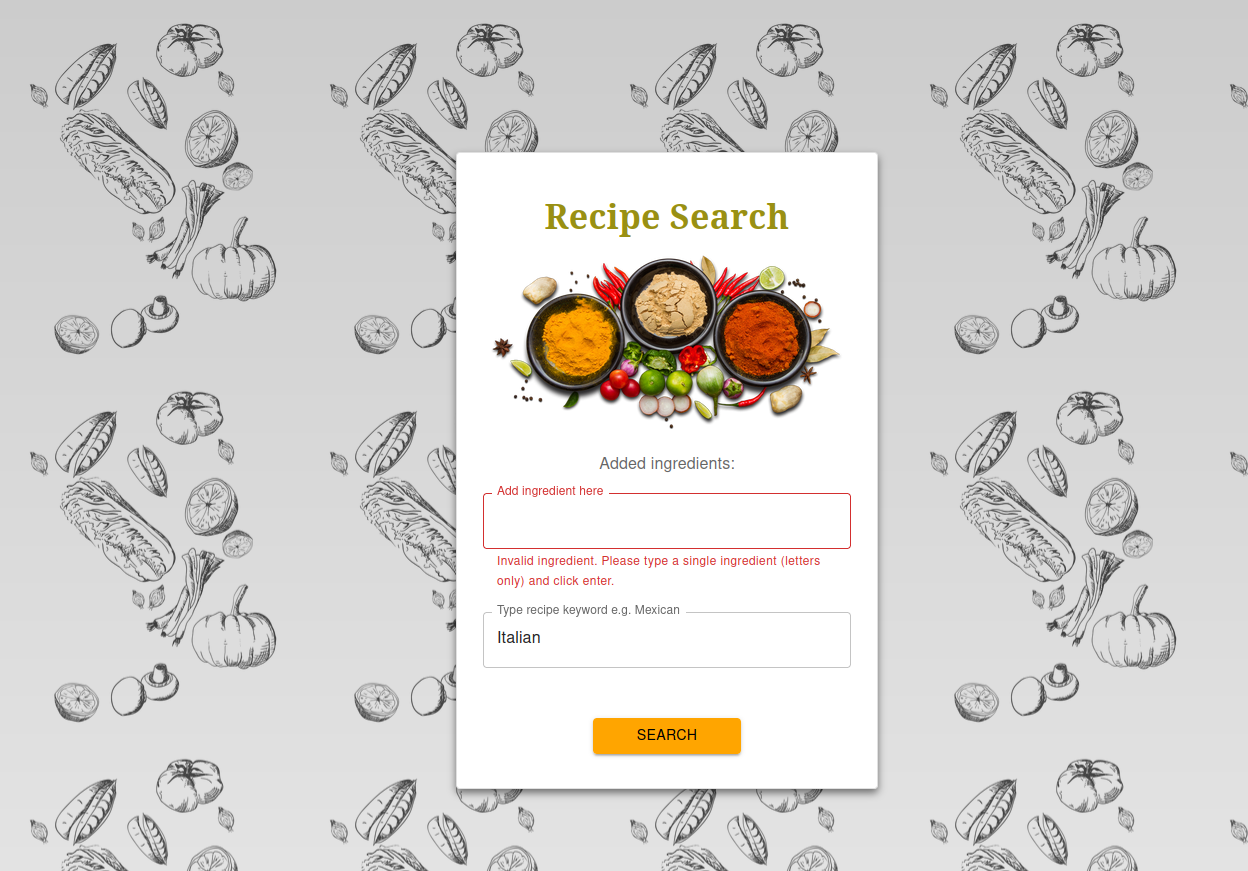 Recipe Search
Added ingredients:
Add ingredient here
Invalid ingredient. Please type a single ingredient (letters
only) and click enter.
Type recipe keyword e.g. Mexican
Italian
SEARCH